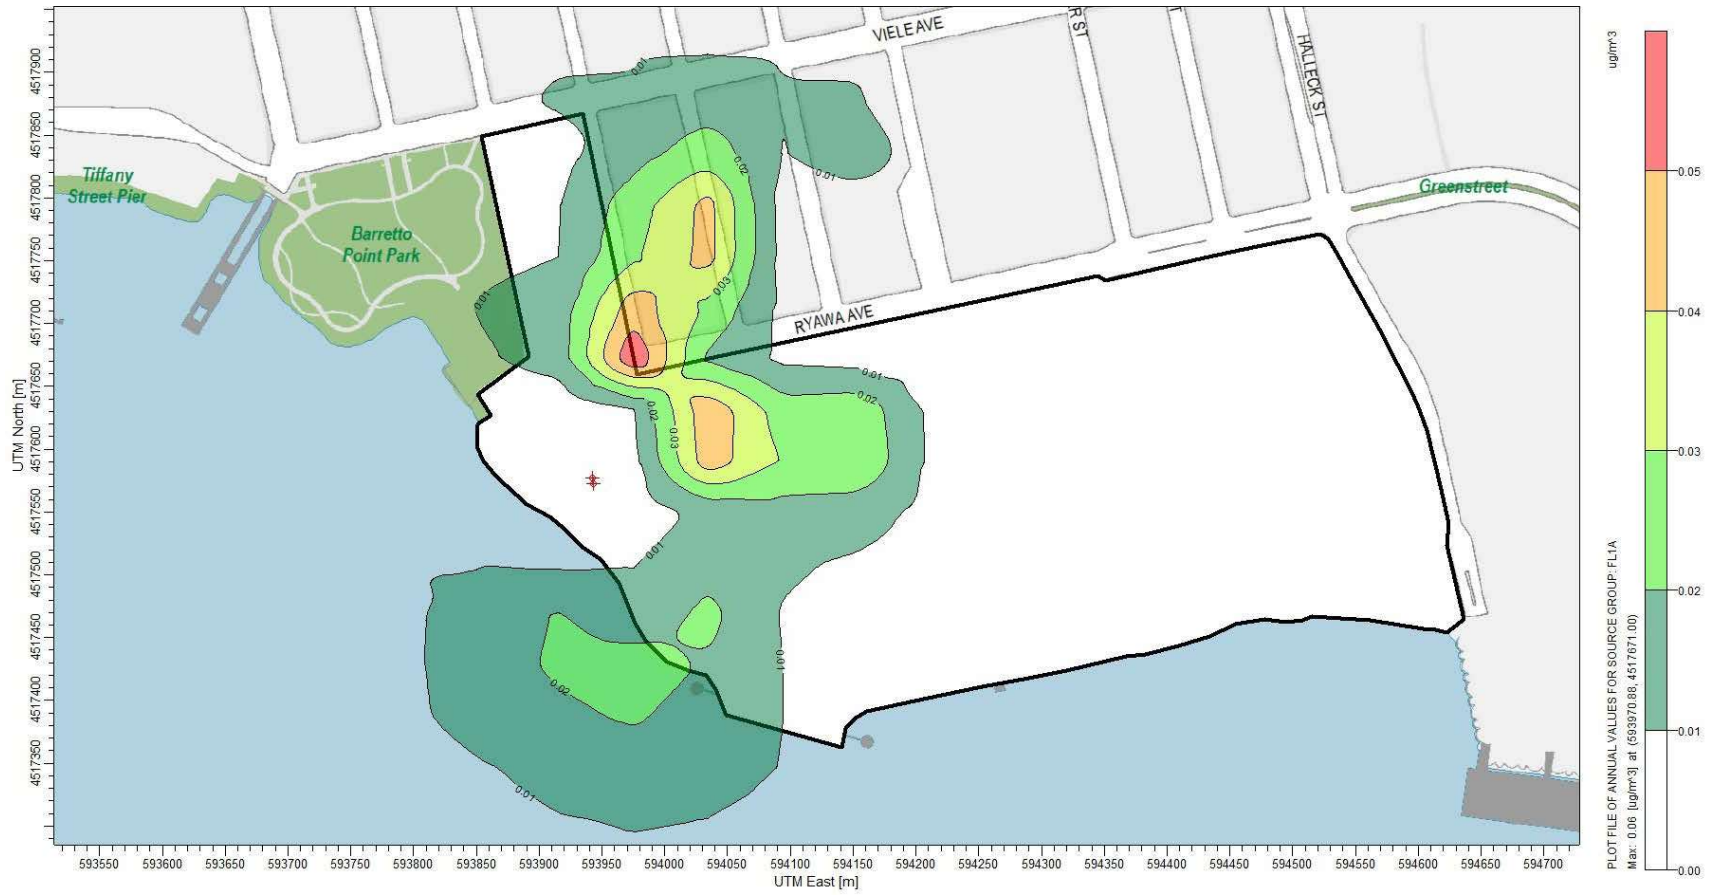 VIELE AVE
R ST
T
HALLECK ST
Tiffany
Street Pier
Barretto
Point Park
Greenstreet
RYAWA AVE
0.01
0.02
0.01
0.01
0.03
0.01
0.02
0.02
0.03
0.01
0.01
0.02
0.01
UTM North [m]
4517900
4517850
4517800
4517750
4517700
4517650
4517600
4517550
4517500
4517450
4517400
4517350
593550 593600 593650 593700 593750 593800 593850 593900 593950 594000 594050 594100 594150 594200 594250 594300 594350 594400 594450 594500 594550 594600 594650 594700
UTM East [m]
ug/m^3
0.05
0.04
0.03
0.02
0.01
0.00
PLOT FILE OF ANNUAL VALUES FOR SOURCE GROUP: FL1A
Max: 0.06 [ug/m^3] at (593970.88, 4517671.00)